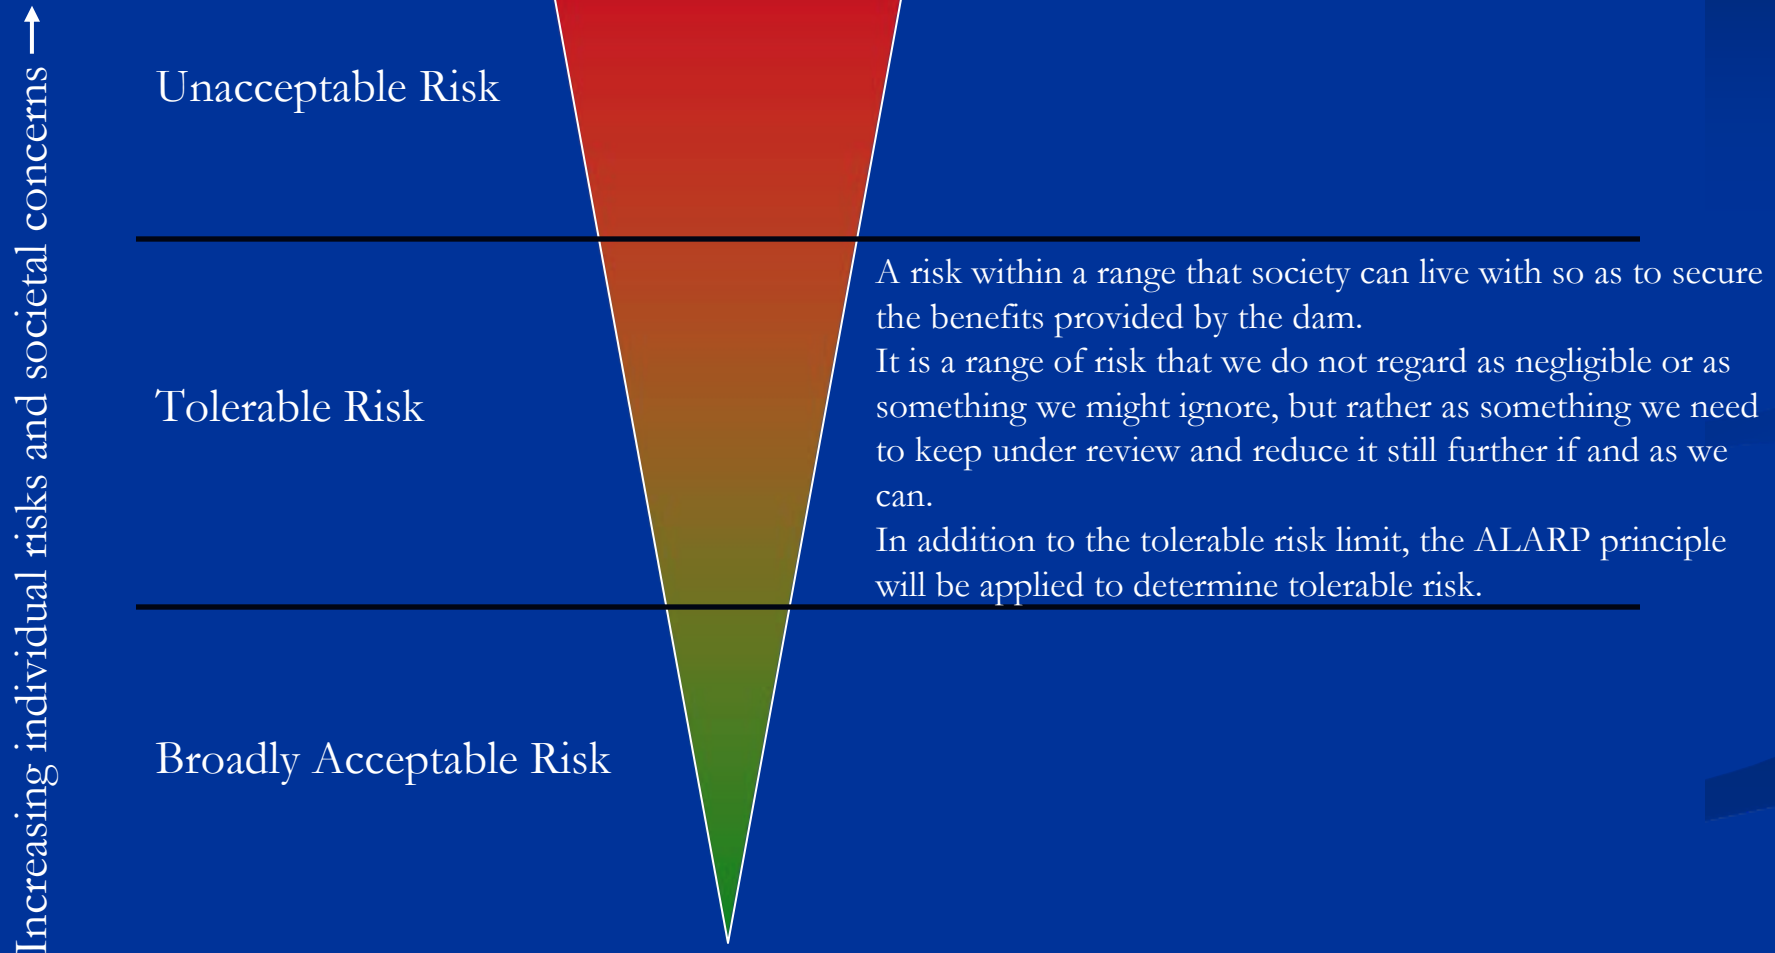 Increasing individual risks and societal concerns
Unacceptable Risk
A risk within a range that society can live with so as to secure
the benefits provided by the dam.
It is a range of risk that we do not regard as negligible or as
something we might ignore, but rather as something we need
to keep under review and reduce it still further if and as we
can.
In addition to the tolerable risk limit, the ALARP principle
will be applied to determine tolerable risk.
Tolerable Risk
Broadly Acceptable Risk